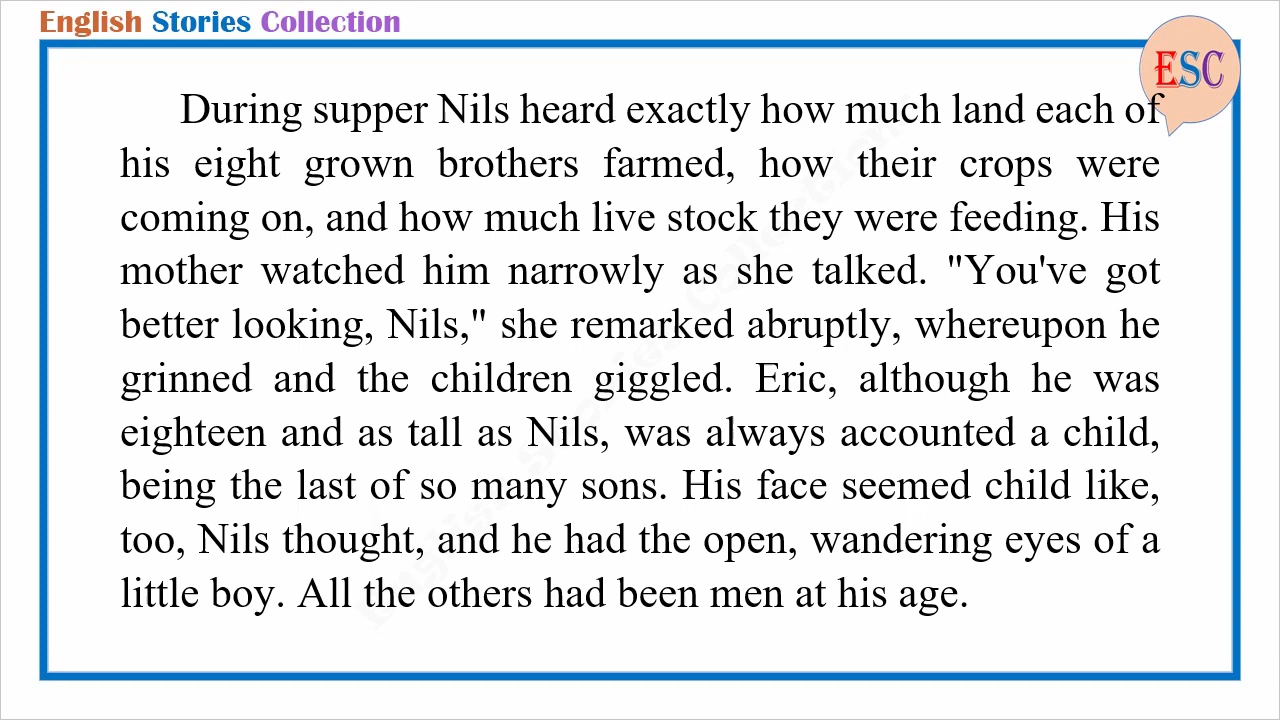 English Stories Collection
ESC
During supper Nils heard exactly how much land each of
his eight grown brothers farmed, how their crops were
coming on, and how much live stock they were feeding. His
mother watched him narrowly as she talked. "You've got
better looking, Nils," she remarked abruptly, whereupon he
grinned and the children giggled. Eric, although he was
eighteen and as tall as Nils, was always accounted a child,
being the last of so many sons. His face seemed child like,
too, Nils thought, and he had the open, wandering eyes of a
little boy. All the others had been men at his age.
English Stories Collection